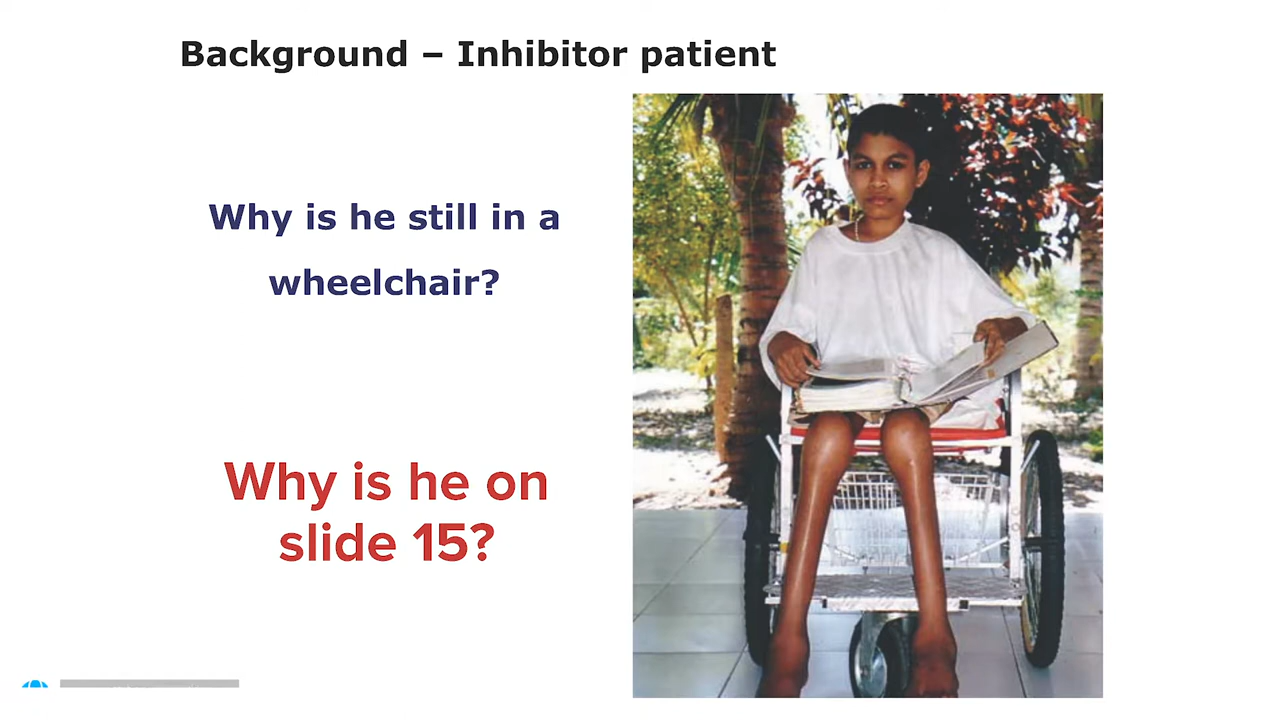 Background – Inhibitor patient
Why is he still in a
wheelchair?
Why is he on
slide 15?